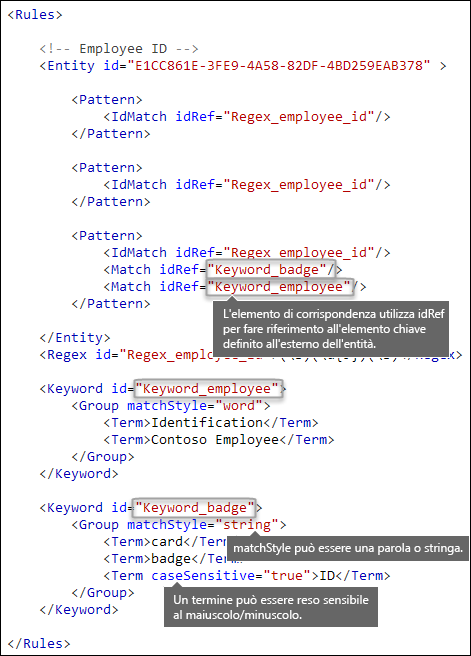 <Rules>
<!-- Employee ID -->
<Entity id="E1CC861E-3FE9-4A58-82DF-4BD259EAB378" >
<Pattern>
<IdMatch idRef="Regex_employee_id"/>
</Pattern>
<Pattern>
<IdMatch idRef="Regex_employee_id"/>
</Pattern>
<Pattern>
<IdMatch idRef="Regex_employee_id"/>
<Match idRef="Keyword_badge"/>
<Match idRef="Keyword_employee"/>
</Pattern>
L'elemento di corrispondenza utilizza idRef
per fare riferimento all'elemento chiave
definito all'esterno dell'entità.
</Entity>
<Regex id="Regex_employee_id
</Regex>
<Keyword id="Keyword_employee">
<Group matchStyle="word">
<Term>Identification</Term>
<Term>Contoso Employee</Term>
</Group>
</Keyword>
<Keyword id="Keyword_badge">
<Group matchStyle="string">
<Term>card</Term
matchStyle può essere una parola o stringa.
<Term>badge</Term
<Term caseSensitive="true">ID</Term>
Un termine può essere reso sensibile
al maiuscolo/minuscolo.
</Group>
</Keyword>
</Rules>